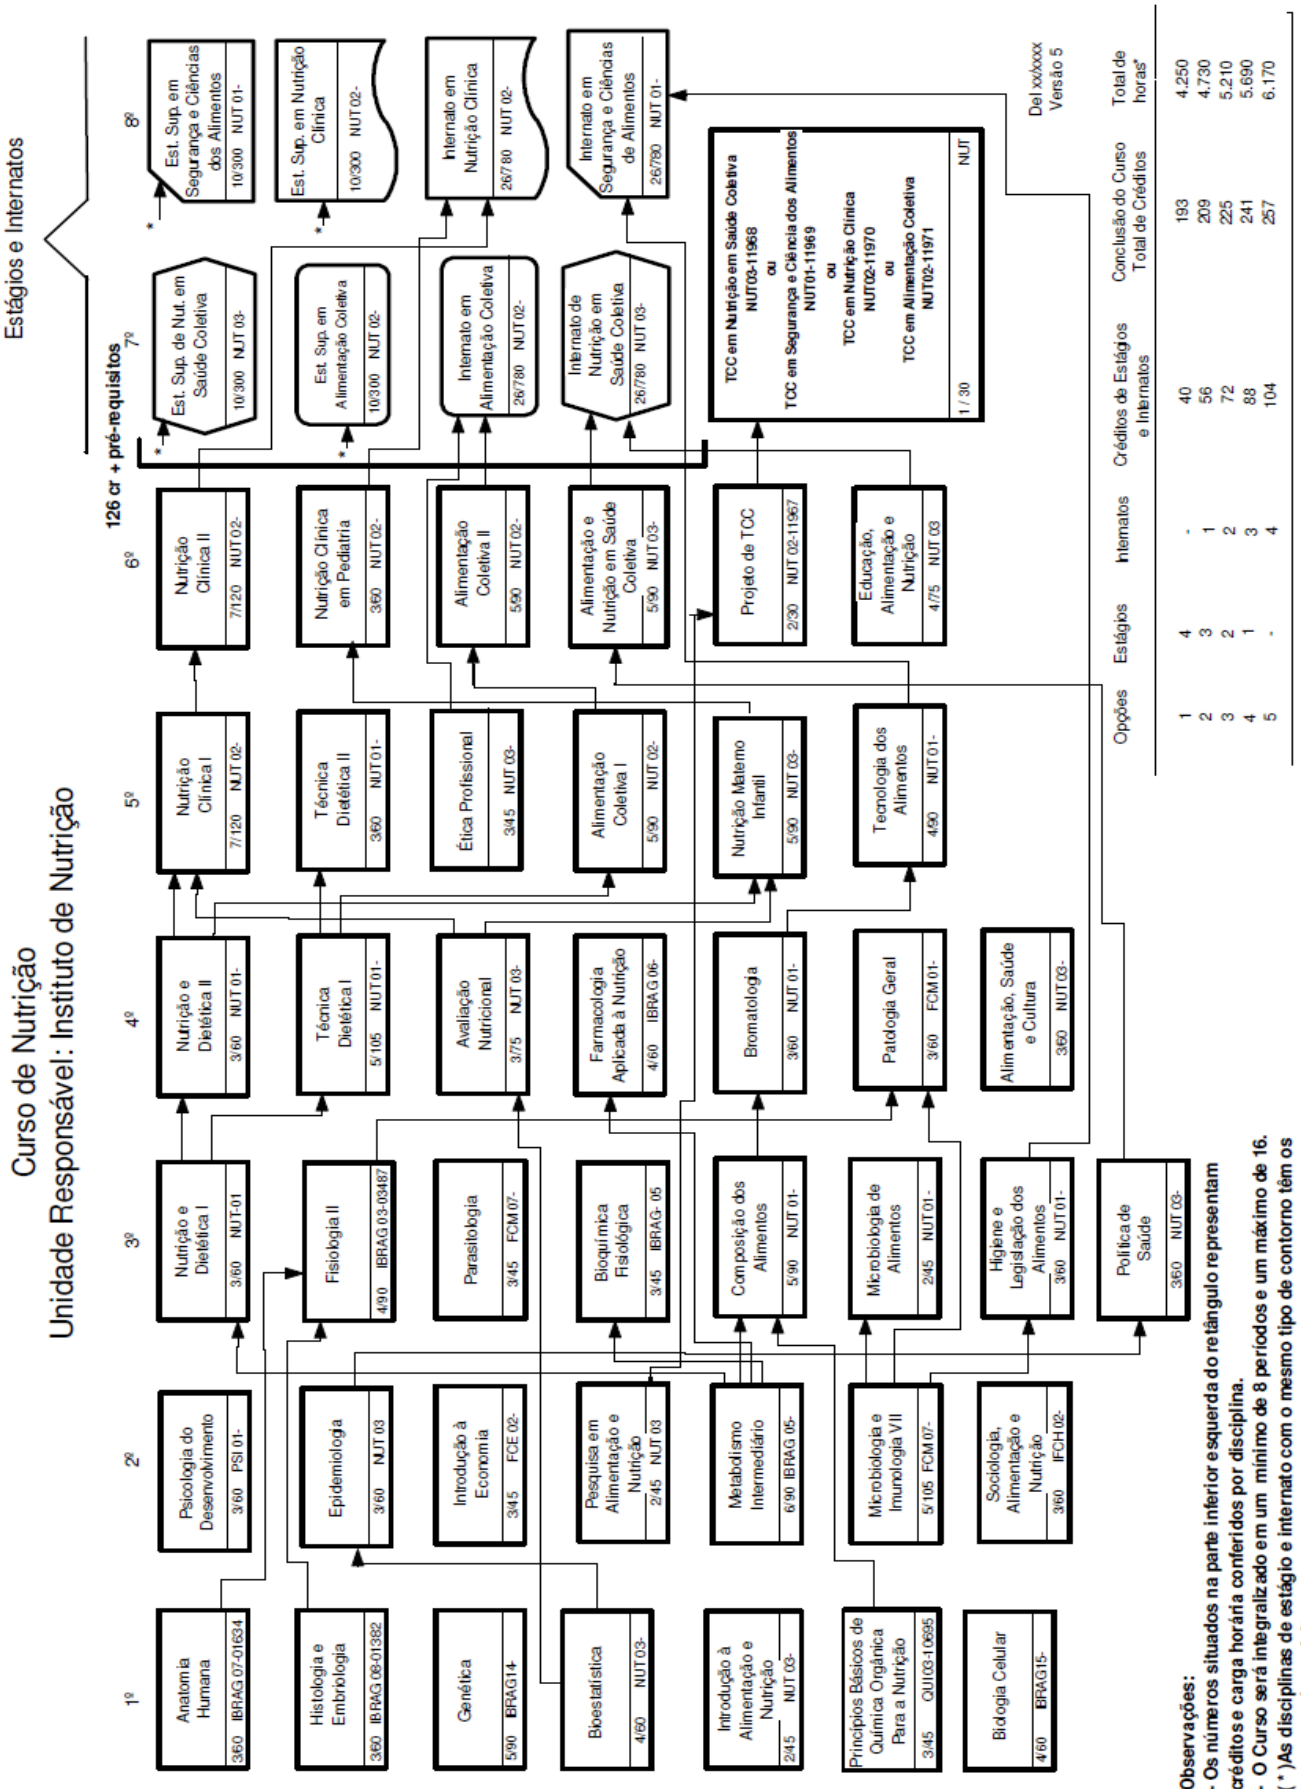 Curso de Nutrição
Unidade Responsável: Instituto de Nutrição
Estágios e Internatos
126 cr + pré-requisitos
1º
2º
3º
4º
5º
6º
7º
8º
Anatomia
Humana
3/60 IBRAG 07-01634
Histologia e
Embriologia
3/60 IBRAG 08-01382
Genética
5/90 IBRAG14-
Bioestatística
4/60 NUT 03-
Introdução à
Alimentação e
Nutrição
2/45 NUT 03-
Princípios Básicos de
Química Orgânica
Para a Nutrição
3/45 QUI03-10695
Biologia Celular
4/60 IBRAG15-
Psicologia do
Desenvolvimento
3/60 PSI 01-
Epidemiologia
3/60 NUT 03
Introdução à
Economia
3/45 FCE 02-
Pesquisa em
Alimentação e
Nutrição
2/45 NUT 03
Metabolismo
Intermediário
6/90 IBRAG 05-
Microbiologia e
Imunologia VII
5/105 FCM 07-
Sociologia,
Alimentação e
Nutrição
3/60 IFCH 02-
Nutrição e
Dietética I
3/60 NUT-01
Fisiologia II
4/90 IBRAG 03-03487
Parasitologia
3/45 FCM 07-
Bioquímica
Fisiológica
3/45 IBRAG- 05
Composição dos
Alimentos
5/90 NUT 01-
Microbiologia de
Alimentos
2/45 NUT 01-
Higiene e
Legislação dos
Alimentos
3/60 NUT 01-
Política de
Saúde
3/60 NUT 03-
Nutrição e
Dietética II
3/60 NUT 01-
Técnica
Dietética I
5/105 NUT 01-
Avaliação
Nutricional
3/75 NUT 03-
Farmacologia
Aplicada à Nutrição
4/60 IBRAG 06-
Bromatologia
3/60 NUT 01-
Patologia Geral
3/60 FCM 01-
Alimentação, Saúde
e Cultura
3/60 NUT 03-
Nutrição
Clínica I
7/120 NUT 02-
Técnica
Dietética II
3/60 NUT 01-
Ética Profissional
3/45 NUT 03-
Alimentação
Coletiva I
5/90 NUT 02-
Nutrição Materno
Infantil
5/90 NUT 03-
Tecnologia dos
Alimentos
4/90 NUT 01-
Nutrição
Clínica II
7/120 NUT 02-
Nutrição Clínica
em Pediatria
3/60 NUT 02-
Alimentação
Coletiva II
5/90 NUT 02-
Alimentação e
Nutrição em Saúde
Coletiva
5/90 NUT 03-
Projeto de TCC
2/30 NUT 02-11967
Educação,
Alimentação e
Nutrição
4/75 NUT 03
*
Est. Sup. de Nut. em
Saúde Coletiva
10/300 NUT 03-
*
Est. Sup. em
Alimentação Coletiva
10/300 NUT 02-
Internato em
Alimentação Coletiva
26/780 NUT 02-
Internato de
Nutrição em
Saúde Coletiva
26/780 NUT 03-
*
Est. Sup. em
Segurança e Ciências
dos Alimentos
10/300 NUT 01-
*
Est. Sup. em Nutrição
Clínica
10/300 NUT 02-
Internato em
Nutrição Clínica
26/780 NUT 02-
Internato em
Segurança e Ciências
de Alimentos
26/780 NUT 01-
TCC em Nutrição em Saúde Coletiva
NUT03-11968
ou
TCC em Segurança e Ciência dos Alimentos
NUT01-11969
ou
TCC em Nutrição Clínica
NUT02-11970
ou
TCC em Alimentação Coletiva
NUT02-11971
1 / 30 NUT
Del xx/xxxx
Versão 5
Opções Estágios Internatos Créditos de Estágios e Internatos Conclusão do Curso Total de Créditos Total de horas*
1 4 - 40 193 4.250
2 3 1 56 209 4.730
3 2 2 72 225 5.210
4 1 3 88 241 5.690
5 - 4 104 257 6.170
Observações:
- Os números situados na parte inferior esquerda do retângulo representam
créditos e carga horária conferidos por disciplina.
- O Curso será integralizado em um mínimo de 8 períodos e um máximo de 16.
( * )As disciplinas de estágio e internato com o mesmo tipo de contorno têm os